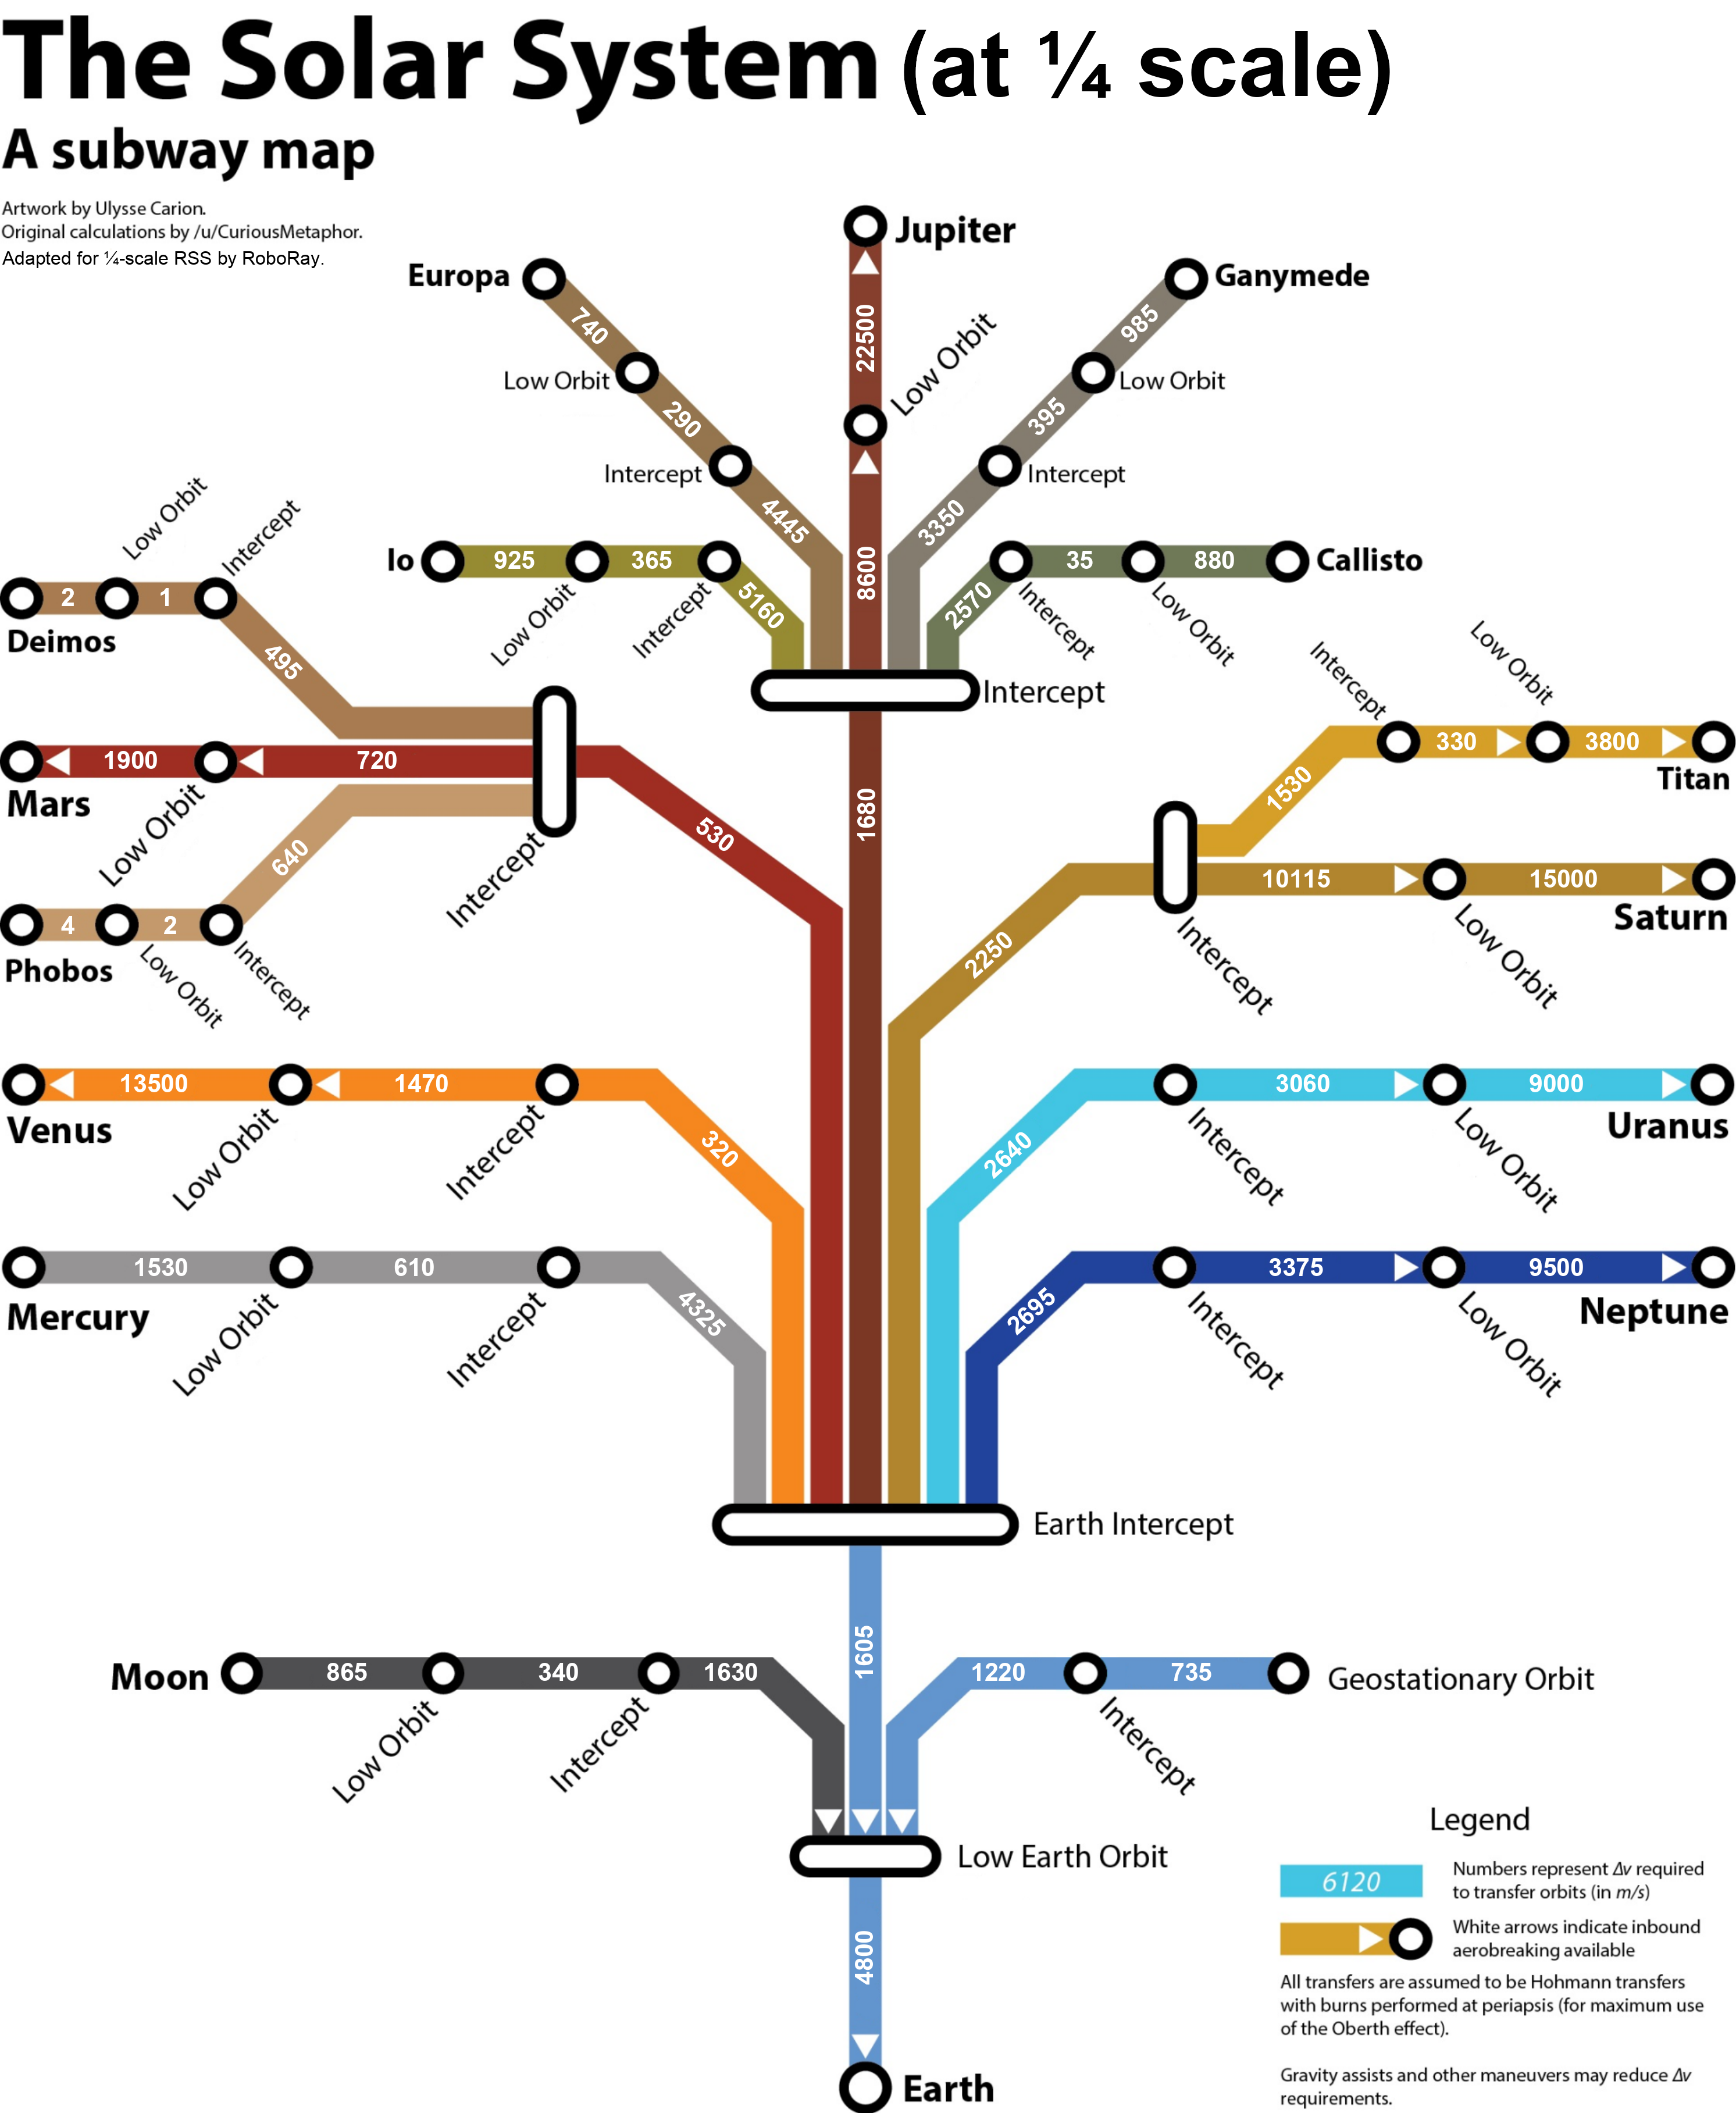 The Solar System (at ¼ scale)
A subway map
Artwork by Ulysse Carion.
Original calculations by /u/CuriousMetaphor.
Adapted for ¼-scale RSS by RoboRay.
Jupiter
22500
Low Orbit
8600
Europa
740
Low Orbit
290
Intercept
4445
Ganymede
985
Low Orbit
395
Intercept
3350
Io
925
Low Orbit
365
Intercept
5160
Callisto
880
Low Orbit
35
Intercept
2570
Intercept
1680
Deimos
2
Low Orbit
1
Intercept
495
Mars
1900
Low Orbit
720
Intercept
530
Phobos
4
Low Orbit
2
Intercept
640
Titan
3800
Low Orbit
330
Intercept
1530
Saturn
15000
Low Orbit
10115
Intercept
2250
Venus
13500
Low Orbit
1470
Intercept
320
Uranus
9000
Low Orbit
3060
Intercept
2640
Mercury
1530
Low Orbit
610
Intercept
4325
Neptune
9500
Low Orbit
3375
Intercept
2695
Earth Intercept
1605
Moon
865
Low Orbit
340
Intercept
1630
1220
Intercept
735
Geostationary Orbit
Low Earth Orbit
4800
Earth
Legend
6120
Numbers represent Δv required
to transfer orbits (in m/s)
White arrows indicate inbound
aerobreaking available
All transfers are assumed to be Hohmann transfers
with burns performed at periapsis (for maximum use
of the Oberth effect).
Gravity assists and other maneuvers may reduce Δv
requirements.